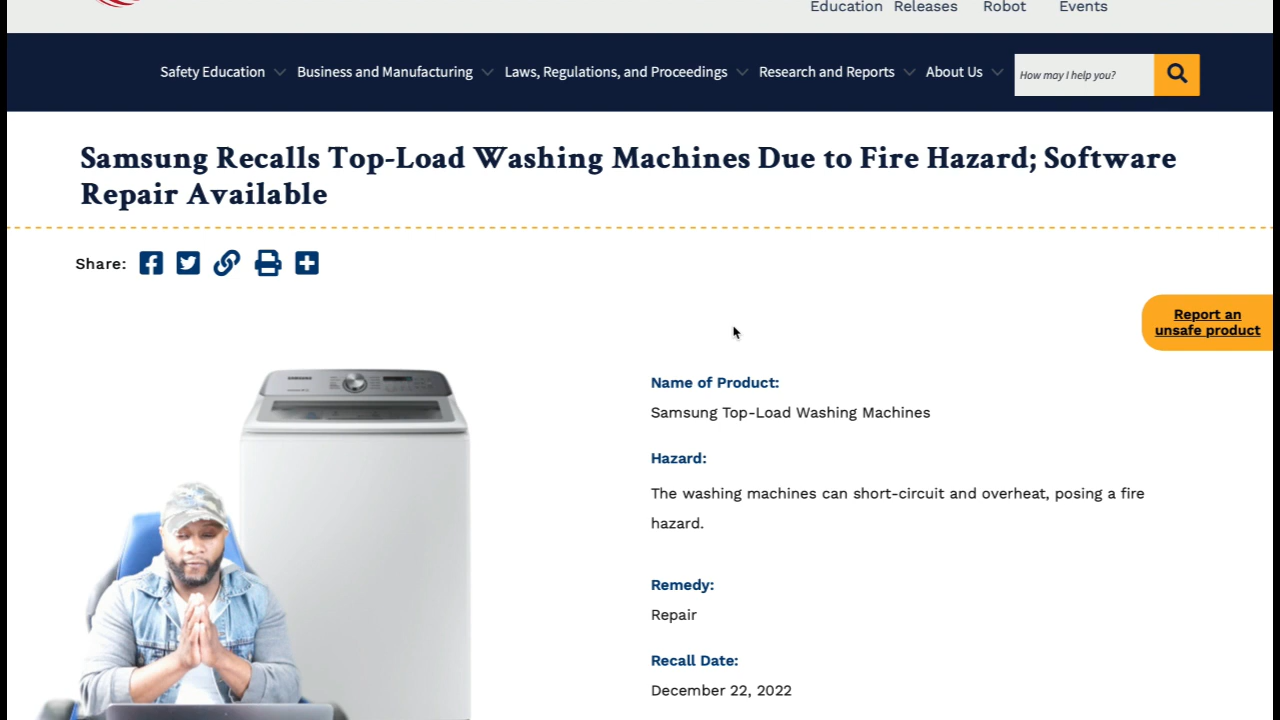 Education Releases Robot Events
Safety Education Business and Manufacturing Laws, Regulations, and Proceedings Research and Reports About Us How may I help you?
Samsung Recalls Top-Load Washing Machines Due to Fire Hazard; Software
Repair Available
Share:
Report an
unsafe product
SAMSUNG
Name of Product:
Samsung Top-Load Washing Machines
Hazard:
The washing machines can short-circuit and overheat, posing a fire
hazard.
Remedy:
Repair
Recall Date:
December 22, 2022